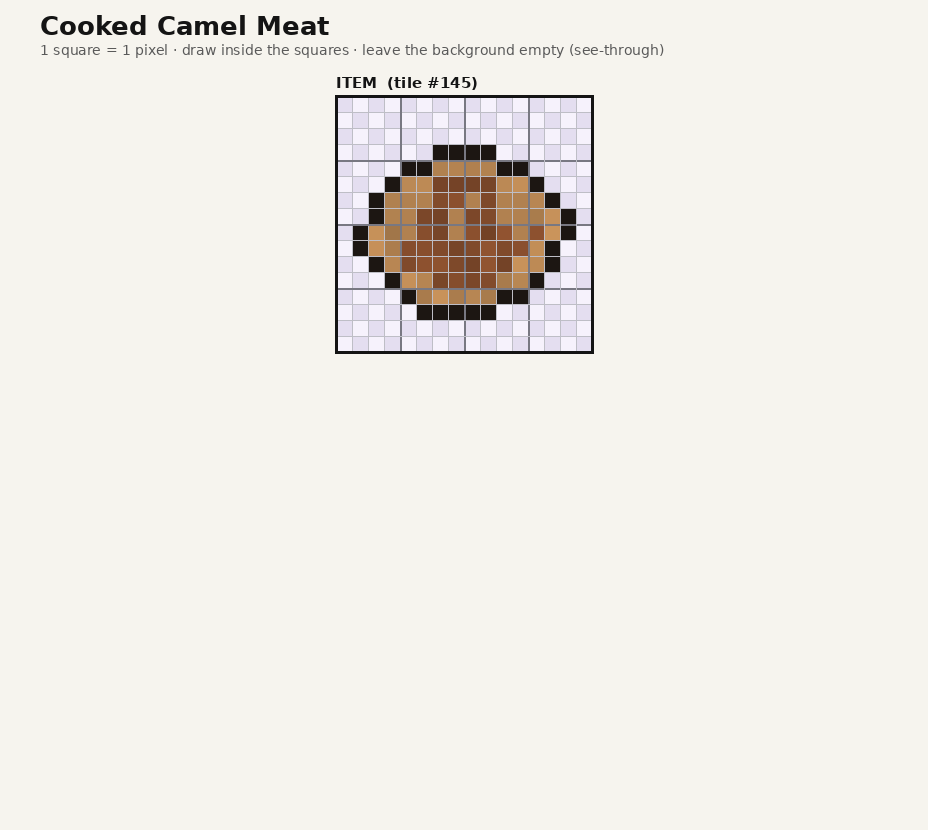 Cooked Camel Meat
1 square = 1 pixel · draw inside the squares · leave the background empty (see-through)
ITEM (tile #145)